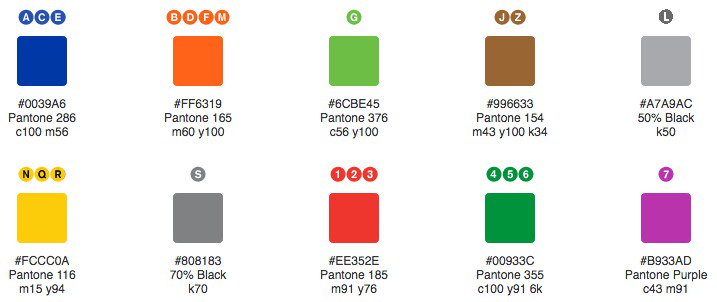 A C E
#0039A6
Pantone 286
c100 m56
B D F M
#FF6319
Pantone 165
m60 y100
G
#6CBE45
Pantone 376
c56 y100
J Z
#996633
Pantone 154
m43 y100 k34
L
#A7A9AC
50% Black
k50
N Q R
#FCCC0A
Pantone 116
m15 y94
S
#808183
70% Black
k70
1 2 3
#EE352E
Pantone 185
m91 y76
4 5 6
#00933C
Pantone 355
c100 y91 6k
7
#B933AD
Pantone Purple
c43 m91